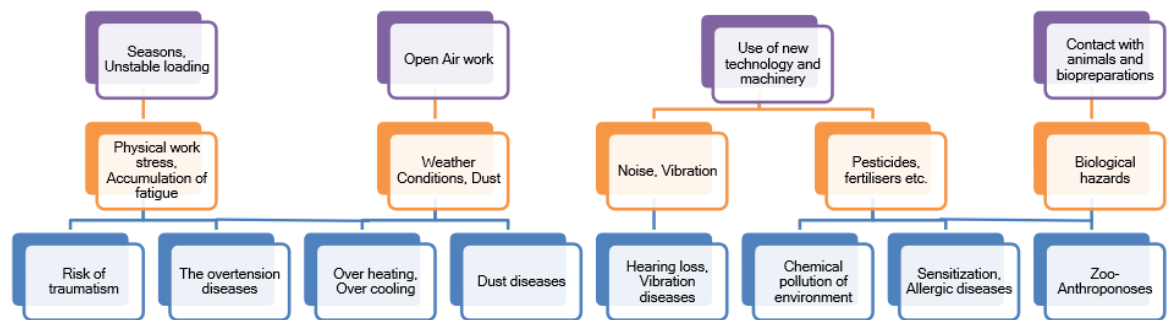 Seasons,
Unstable loading
Open Air work
Use of new
technology and
machinery
Contact with
animals and
biopreparations
Physical work
stress,
Accumulation of
fatigue
Weather
Conditions, Dust
Noise, Vibration
Pesticides,
fertilisers etc.
Biological
hazards
Risk of
traumatism
The overtension
diseases
Over heating,
Over cooling
Dust diseases
Hearing loss,
Vibration
diseases
Chemical
pollution of
environment
Sensitization,
Allergic diseases
Zoo-
Anthroponoses